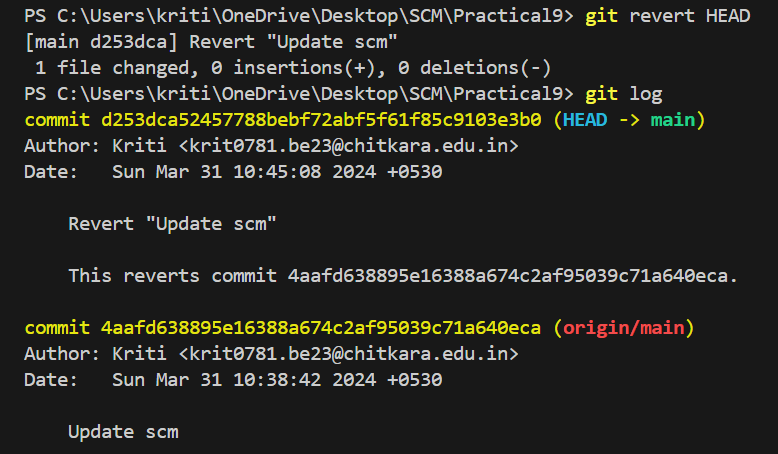 PS C:\Users\kriti\OneDrive\Desktop\SCM\Practical9> git revert HEAD
[main d253dca] Revert "Update scm"
 1 file changed, 0 insertions(+), 0 deletions(-)
PS C:\Users\kriti\OneDrive\Desktop\SCM\Practical9> git log
commit d253dca52457788bebf72abf5f61f85c9103e3b0 (HEAD -> main)
Author: Kriti <krit0781.be23@chitkara.edu.in>
Date:   Sun Mar 31 10:45:08 2024 +0530
    Revert "Update scm"
    This reverts commit 4aafd638895e16388a674c2af95039c71a640eca.
commit 4aafd638895e16388a674c2af95039c71a640eca (origin/main)
Author: Kriti <krit0781.be23@chitkara.edu.in>
Date:   Sun Mar 31 10:38:42 2024 +0530
    Update scm